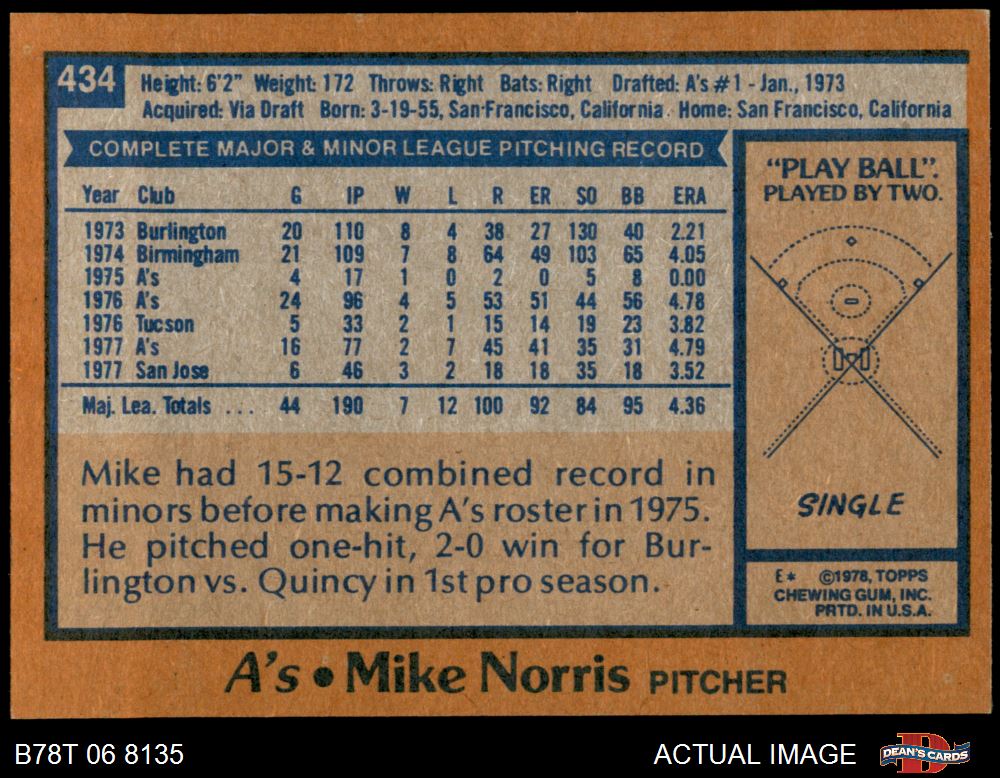 434
Height: 6'2" Weight: 172 Throws: Right Bats: Right Drafted: A's #1 - Jan., 1973
Acquired: Via Draft Born: 3-19-55, San Francisco, California Home: San Francisco, California
COMPLETE MAJOR & MINOR LEAGUE PITCHING RECORD
Year Club G IP W L R ER SO BB ERA
1973 Burlington 20 110 8 4 38 27 130 40 2.21
1974 Birmingham 21 109 7 8 64 49 103 65 4.05
1975 A's 4 17 1 0 2 0 5 8 0.00
1976 A's 24 96 4 5 53 51 44 56 4.78
1976 Tucson 5 33 2 1 15 14 19 23 3.82
1977 A's 16 77 2 7 45 41 35 31 4.79
1977 San Jose 6 46 3 2 18 18 35 18 3.52
Maj. Lea. Totals ... 44 190 7 12 100 92 84 95 4.36
Mike had 15-12 combined record in
minors before making A's roster in 1975.
He pitched one-hit, 2-0 win for Bur-
lington vs. Quincy in 1st pro season.
"PLAY BALL".
PLAYED BY TWO.
SINGLE
E* ©1978, TOPPS
CHEWING GUM, INC.
PRTD. IN U.S.A.
A's • Mike Norris PITCHER
B78T 06 8135
ACTUAL IMAGE
D
DEAN'S CARDS